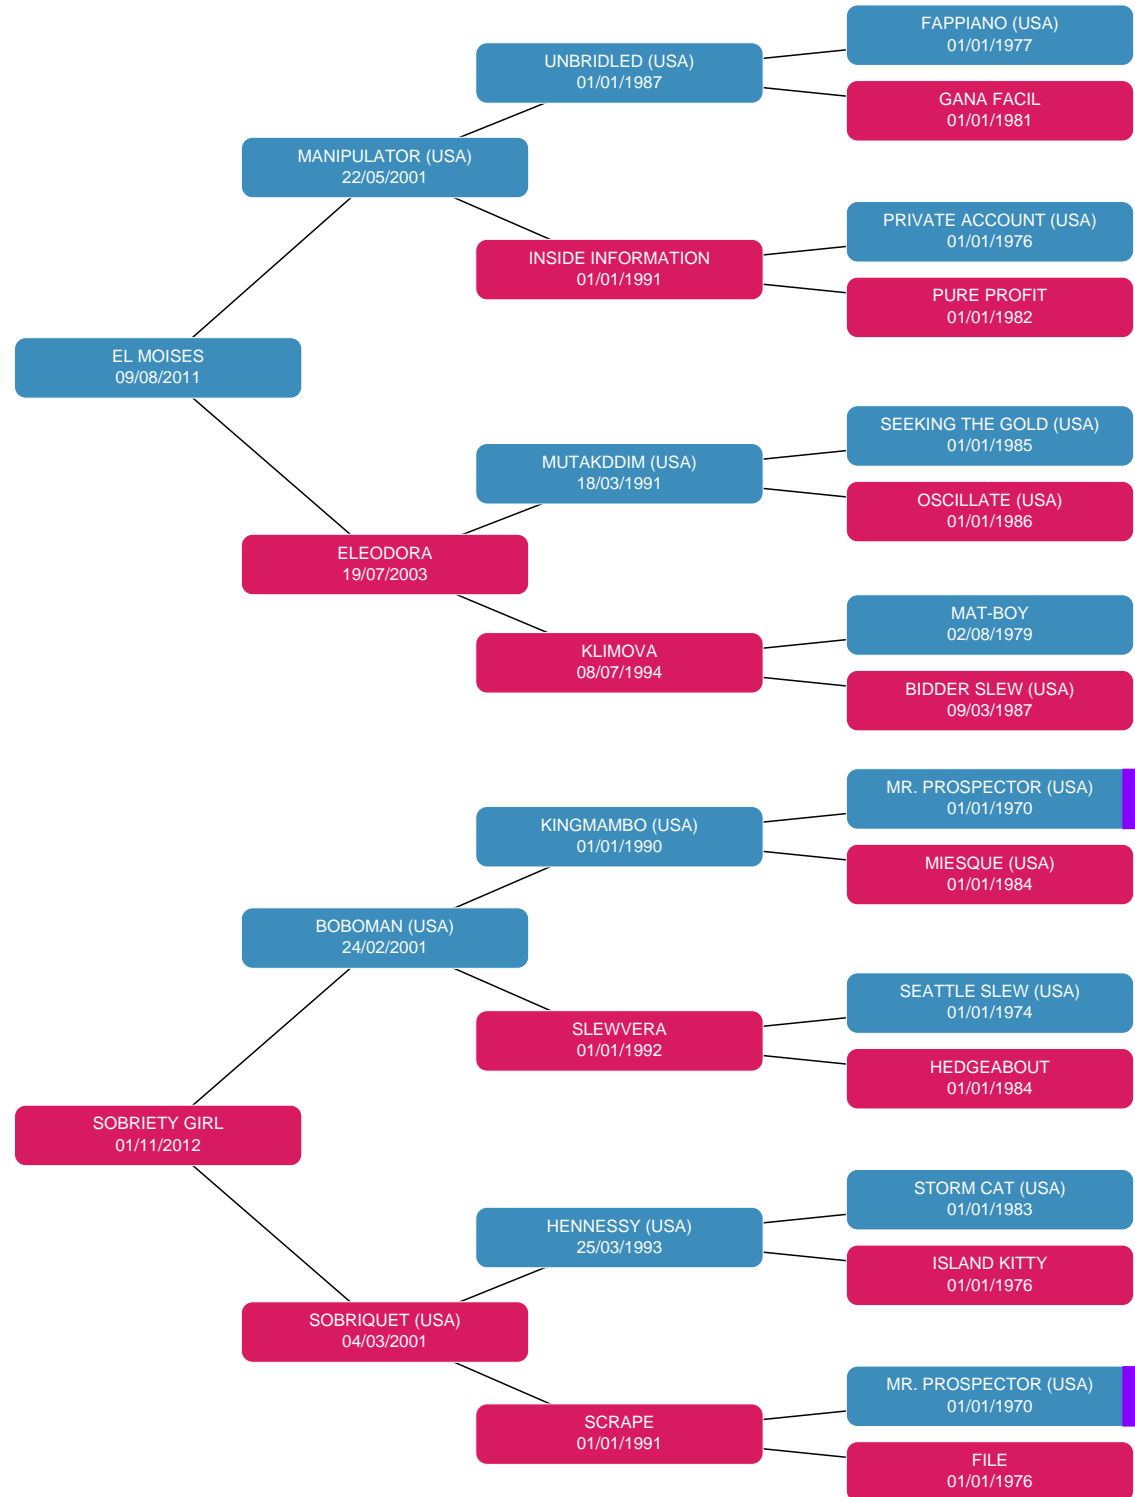 FAPPIANO (USA)
01/01/1977
UNBRIDLED (USA)
01/01/1987
GANA FACIL
01/01/1981
MANIPULATOR (USA)
22/05/2001
PRIVATE ACCOUNT (USA)
01/01/1976
INSIDE INFORMATION
01/01/1991
PURE PROFIT
01/01/1982
EL MOISES
09/08/2011
SEEKING THE GOLD (USA)
01/01/1985
MUTAKDDIM (USA)
18/03/1991
OSCILLATE (USA)
01/01/1986
ELEODORA
19/07/2003
MAT-BOY
02/08/1979
KLIMOVA
08/07/1994
BIDDER SLEW (USA)
09/03/1987
MR. PROSPECTOR (USA)
01/01/1970
KINGMAMBO (USA)
01/01/1990
MIESQUE (USA)
01/01/1984
BOBOMAN (USA)
24/02/2001
SEATTLE SLEW (USA)
01/01/1974
SLEWVERA
01/01/1992
HEDGEABOUT
01/01/1984
SOBRIETY GIRL
01/11/2012
STORM CAT (USA)
01/01/1983
HENNESSY (USA)
25/03/1993
ISLAND KITTY
01/01/1976
SOBRIQUET (USA)
04/03/2001
MR. PROSPECTOR (USA)
01/01/1970
SCRAPE
01/01/1991
FILE
01/01/1976